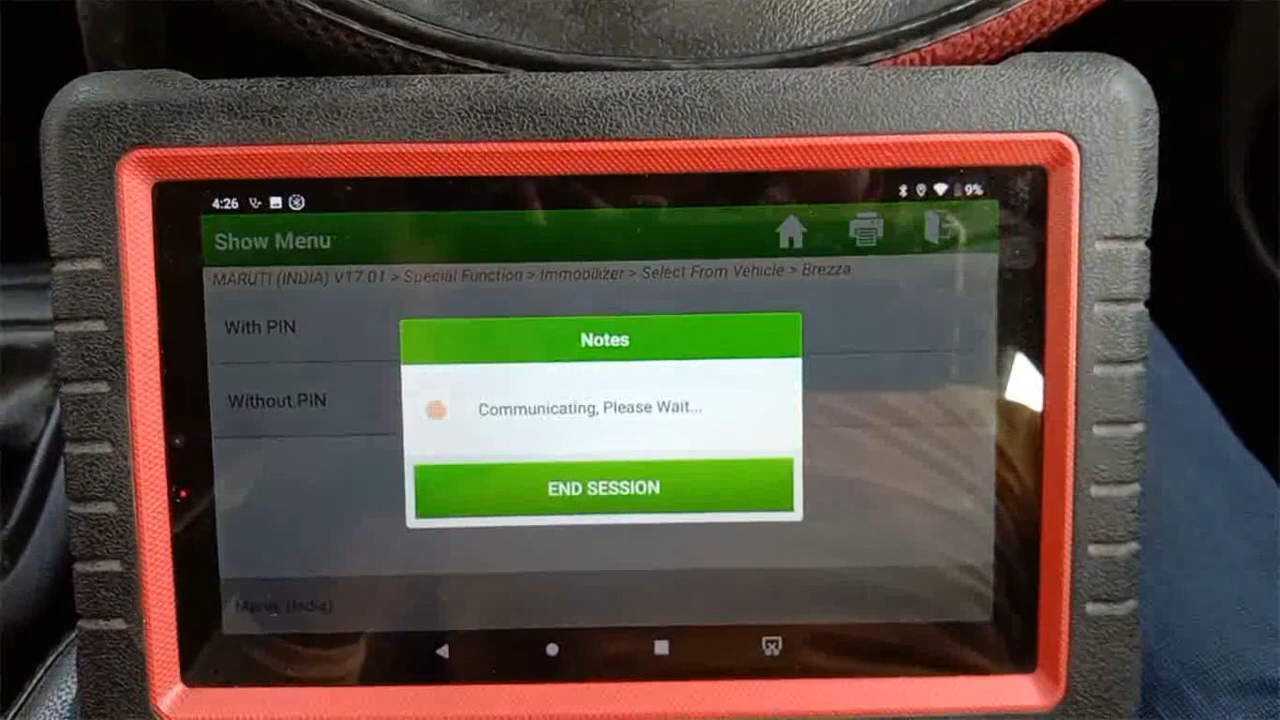 4:26
9%
Show Menu
MARUTI (INDIA) V17.01 > Special Function > Immobilizer > Select From Vehicle > Brezza
With PIN
Notes
Without PIN
Communicating, Please Wait...
END SESSION
Maruti (India)